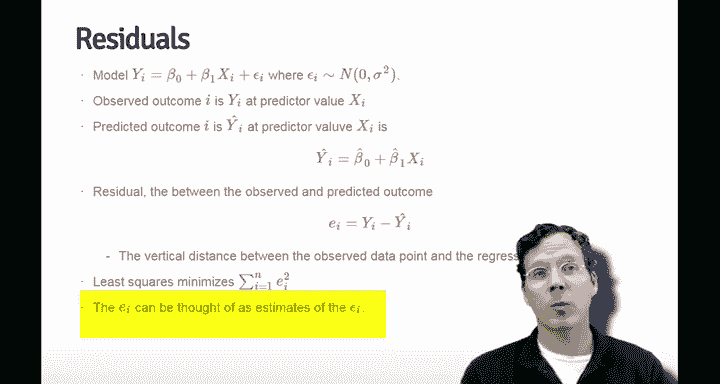 Residuals
· Model Y_i = β_0 + β_1 X_i + ϵ_i where ϵ_i ∼ N(0, σ^2).
· Observed outcome i is Y_i at predictor value X_i
· Predicted outcome i is Ŷ_i at predictor valuve X_i is
Ŷ_i = β̂_0 + β̂_1 X_i
· Residual, the between the observed and predicted outcome
e_i = Y_i − Ŷ_i
- The vertical distance between the observed data point and the regress
· Least squares minimizes ∑_{i=1}^n e_i^2
· The e_i can be thought of as estimates of the ϵ_i.